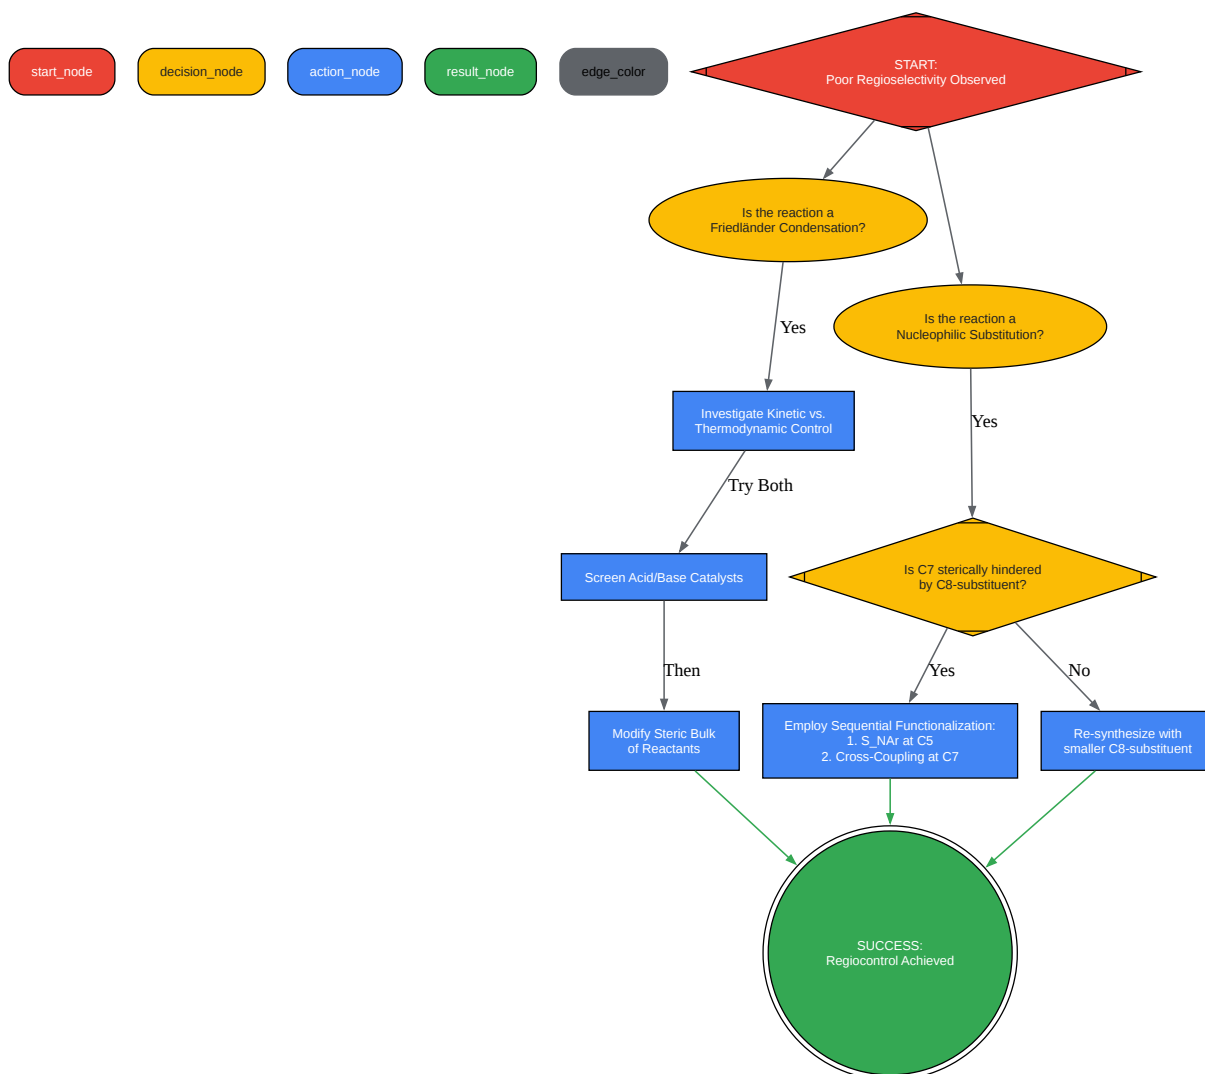 start_node
decision_node
action_node
result_node
edge_color
START:
Poor Regioselectivity Observed
Is the reaction a
Friedländer Condensation?
Is the reaction a
Nucleophilic Substitution?
Yes
Investigate Kinetic vs.
Thermodynamic Control
Yes
Try Both
Screen Acid/Base Catalysts
Is C7 sterically hindered
by C8-substituent?
Then
Yes
No
Modify Steric Bulk
of Reactants
Employ Sequential Functionalization:
1. S_NAr at C5
2. Cross-Coupling at C7
Re-synthesize with
smaller C8-substituent
SUCCESS:
Regiocontrol Achieved